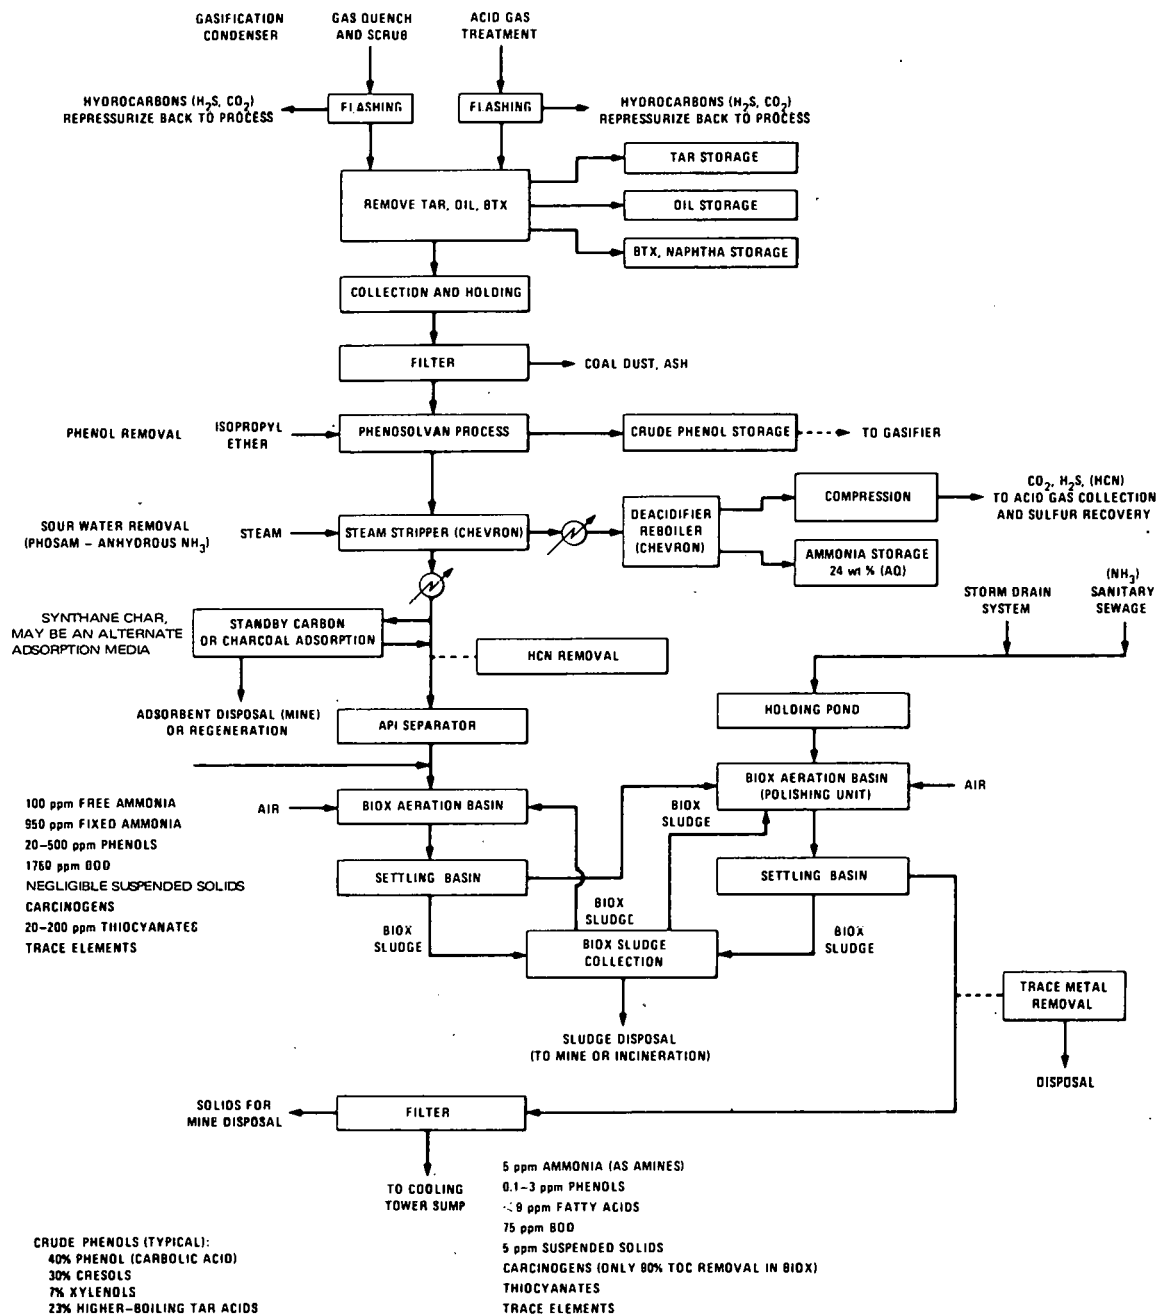 GASIFICATION
CONDENSER
GAS QUENCH
AND SCRUB
ACID GAS
TREATMENT
HYDROCARBONS (H₂S, CO₂)
REPRESSURIZE BACK TO PROCESS
FLASHING
FLASHING
HYDROCARBONS (H₂S, CO₂)
REPRESSURIZE BACK TO PROCESS
REMOVE TAR, OIL, BTX
TAR STORAGE
OIL STORAGE
BTX, NAPHTHA STORAGE
COLLECTION AND HOLDING
FILTER
COAL DUST, ASH
PHENOL REMOVAL
ISOPROPYL
ETHER
PHENOSOLVAN PROCESS
CRUDE PHENOL STORAGE
TO GASIFIER
SOUR WATER REMOVAL
(PHOSAM – ANHYDROUS NH₃)
STEAM
STEAM STRIPPER (CHEVRON)
DEACIDIFIER
REBOILER
(CHEVRON)
COMPRESSION
CO₂, H₂S, (HCN)
TO ACID GAS COLLECTION
AND SULFUR RECOVERY
AMMONIA STORAGE
24 wt % (AQ)
STORM DRAIN
SYSTEM
(NH₃)
SANITARY
SEWAGE
SYNTHANE CHAR,
MAY BE AN ALTERNATE
ADSORPTION MEDIA
STANDBY CARBON
OR CHARCOAL ADSORPTION
HCN REMOVAL
ADSORBENT DISPOSAL (MINE)
OR REGENERATION
API SEPARATOR
HOLDING POND
100 ppm FREE AMMONIA
950 ppm FIXED AMMONIA
20–500 ppm PHENOLS
1760 ppm BOD
NEGLIGIBLE SUSPENDED SOLIDS
CARCINOGENS
20–200 ppm THIOCYANATES
TRACE ELEMENTS
AIR
BIOX AERATION BASIN
BIOX
SLUDGE
BIOX AERATION BASIN
(POLISHING UNIT)
AIR
SETTLING BASIN
SETTLING BASIN
BIOX
SLUDGE
BIOX
SLUDGE
BIOX SLUDGE
COLLECTION
BIOX
SLUDGE
TRACE METAL
REMOVAL
SLUDGE DISPOSAL
(TO MINE OR INCINERATION)
DISPOSAL
SOLIDS FOR
MINE DISPOSAL
FILTER
TO COOLING
TOWER SUMP
5 ppm AMMONIA (AS AMINES)
0.1–3 ppm PHENOLS
<9 ppm FATTY ACIDS
75 ppm BOD
5 ppm SUSPENDED SOLIDS
CARCINOGENS (ONLY 90% TOC REMOVAL IN BIOX)
THIOCYANATES
TRACE ELEMENTS
CRUDE PHENOLS (TYPICAL):
40% PHENOL (CARBOLIC ACID)
30% CRESOLS
7% XYLENOLS
23% HIGHER–BOILING TAR ACIDS